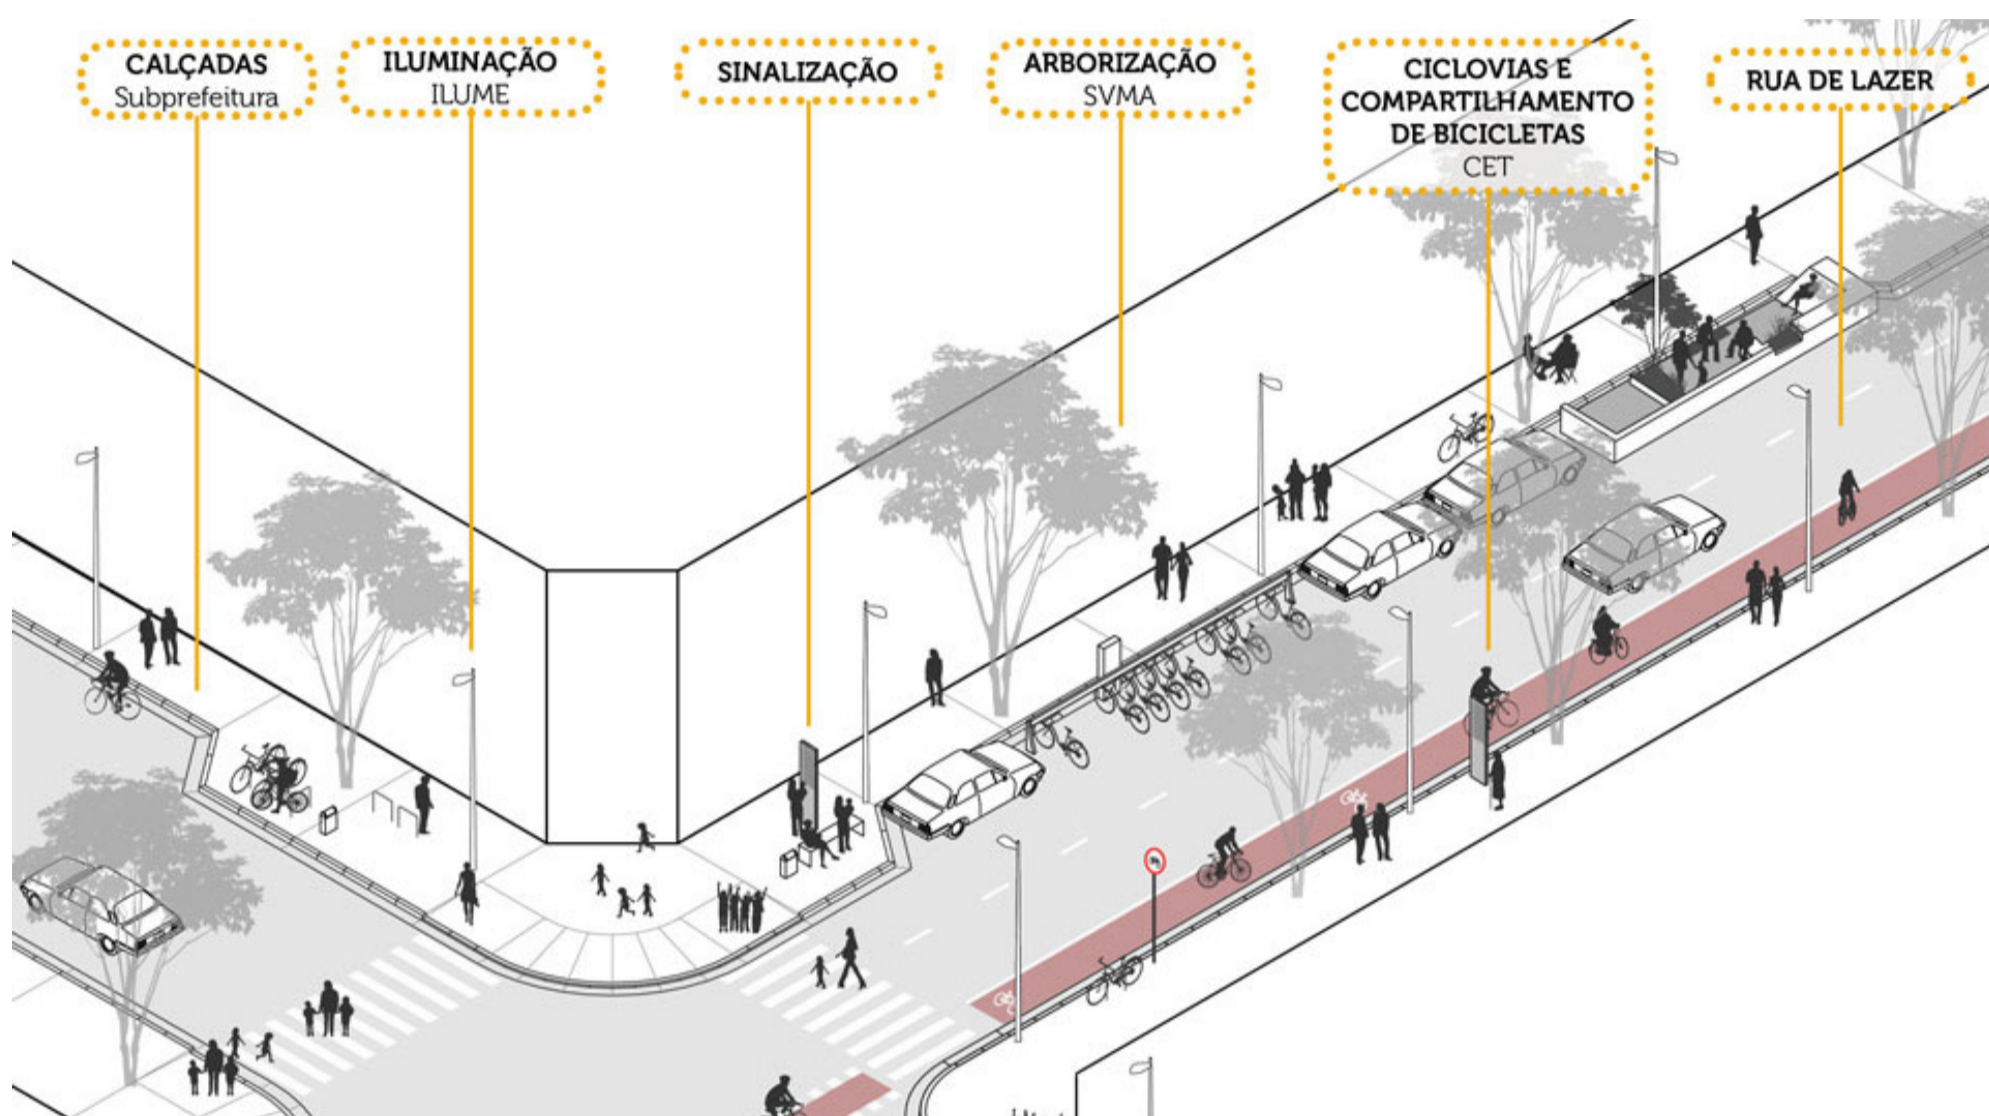 CALÇADAS
Subprefeitura
ILUMINAÇÃO
ILUME
SINALIZAÇÃO
ARBORIZAÇÃO
SVMA
CICLOVIAS E
COMPARTILHAMENTO
DE BICICLETAS
CET
RUA DE LAZER